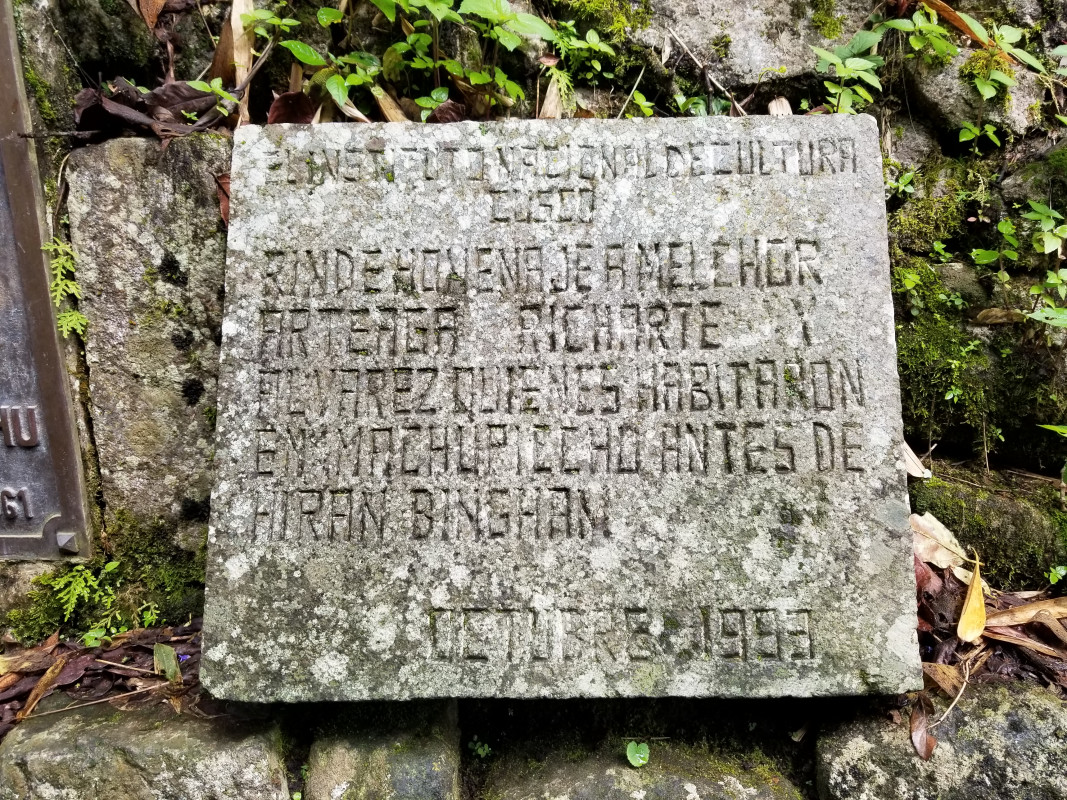 EL INSTITUTO NACIONAL DE CULTURA
CUSCO
RINDE HOMENAJE A MELCHOR
ARTEAGA RICHARTE Y
ALVAREZ QUIENES HABITARON
EN MACHUPICCHO ANTES DE
HIRAN BINGHAN
OCTUBRE 1993
HU
61